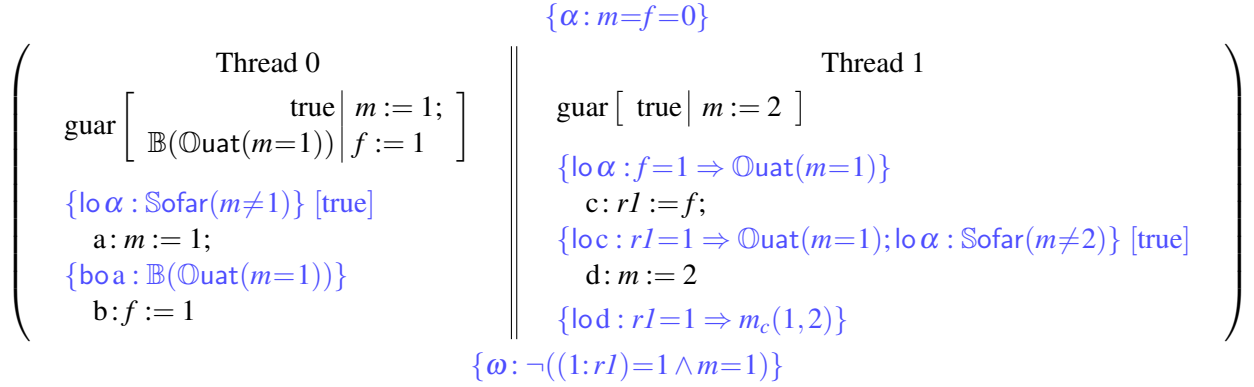 {α: m=f=0}
Thread 0
guar [ true | m := 1;
𝔹(𝕆uat(m=1)) | f := 1 ]
{lo α : 𝕊ofar(m≠1)} [true]
a: m := 1;
{bo a : 𝔹(𝕆uat(m=1))}
b: f := 1
Thread 1
guar [ true | m := 2 ]
{lo α : f=1 ⇒ 𝕆uat(m=1)}
c: r1 := f;
{lo c : r1=1 ⇒ 𝕆uat(m=1); lo α : 𝕊ofar(m≠2)} [true]
d: m := 2
{lo d : r1=1 ⇒ m_c(1,2)}
{ω: ¬((1:r1)=1 ∧ m=1)}